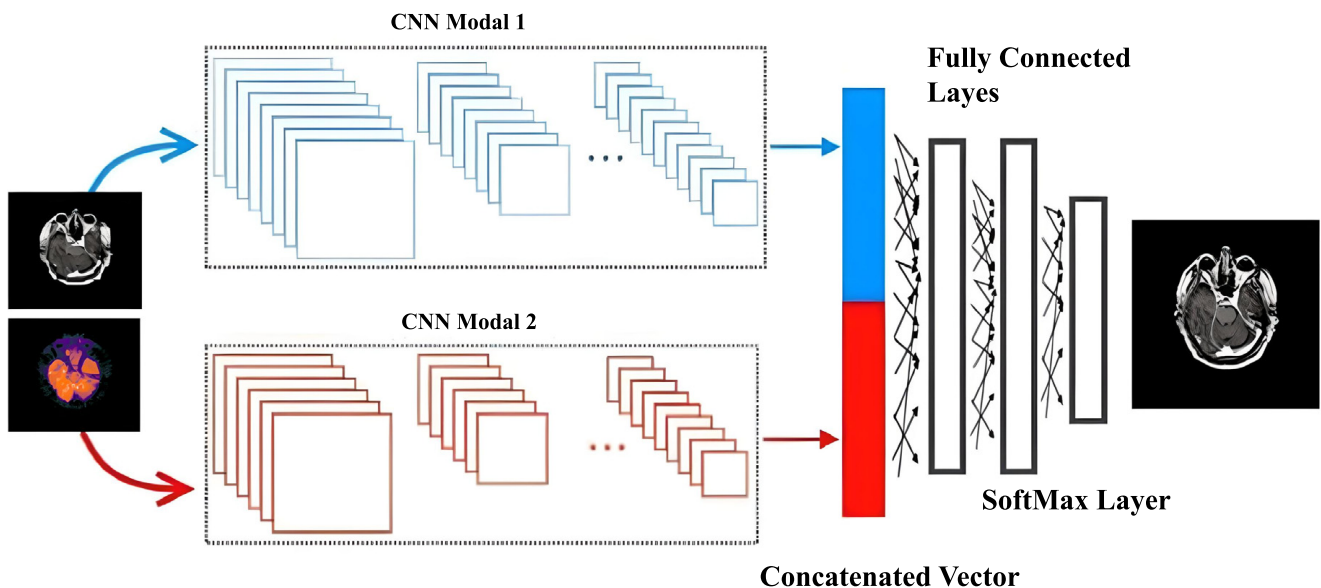 CNN Modal 1
Fully Connected
Layes
CNN Modal 2
SoftMax Layer
Concatenated Vector